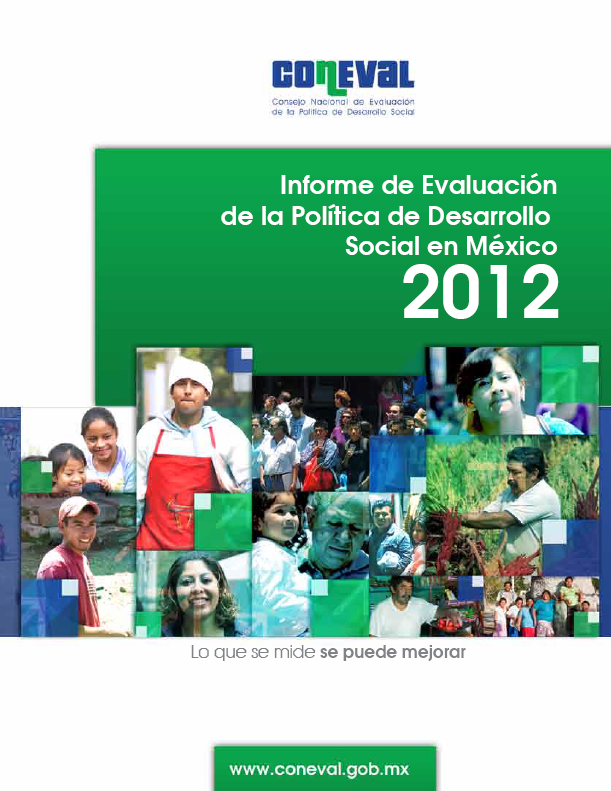 CONEVAL
Consejo Nacional de Evaluación
de la Política de Desarrollo Social
Informe de Evaluación
de la Política de Desarrollo
Social en México
2012
Lo que se mide se puede mejorar
www.coneval.gob.mx